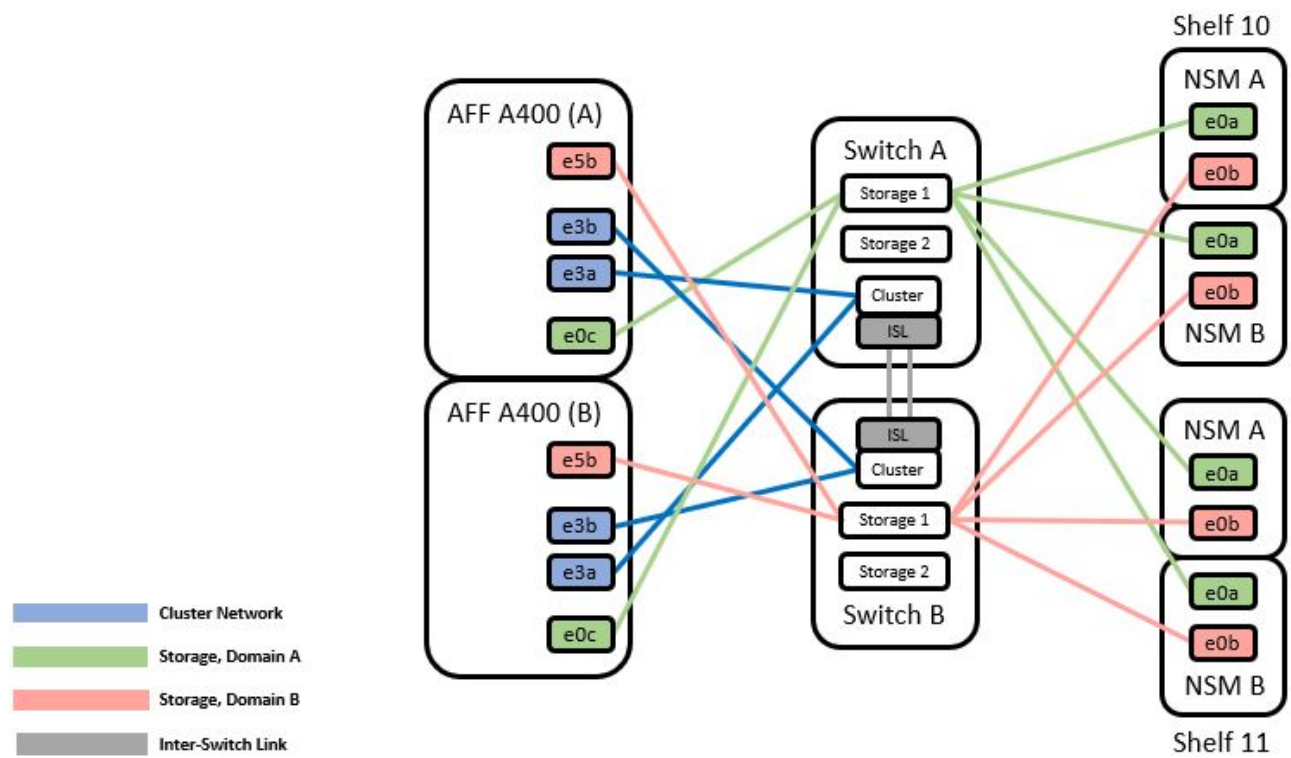 Shelf 10
AFF A400 (A)
e5b
e3b
e3a
e0c
AFF A400 (B)
e5b
e3b
e3a
e0c
Switch A
Storage 1
Storage 2
Cluster
ISL
ISL
Cluster
Storage 1
Storage 2
Switch B
NSM A
e0a
e0b
e0a
e0b
NSM B
NSM A
e0a
e0b
e0a
e0b
NSM B
Shelf 11
Cluster Network
Storage, Domain A
Storage, Domain B
Inter-Switch Link